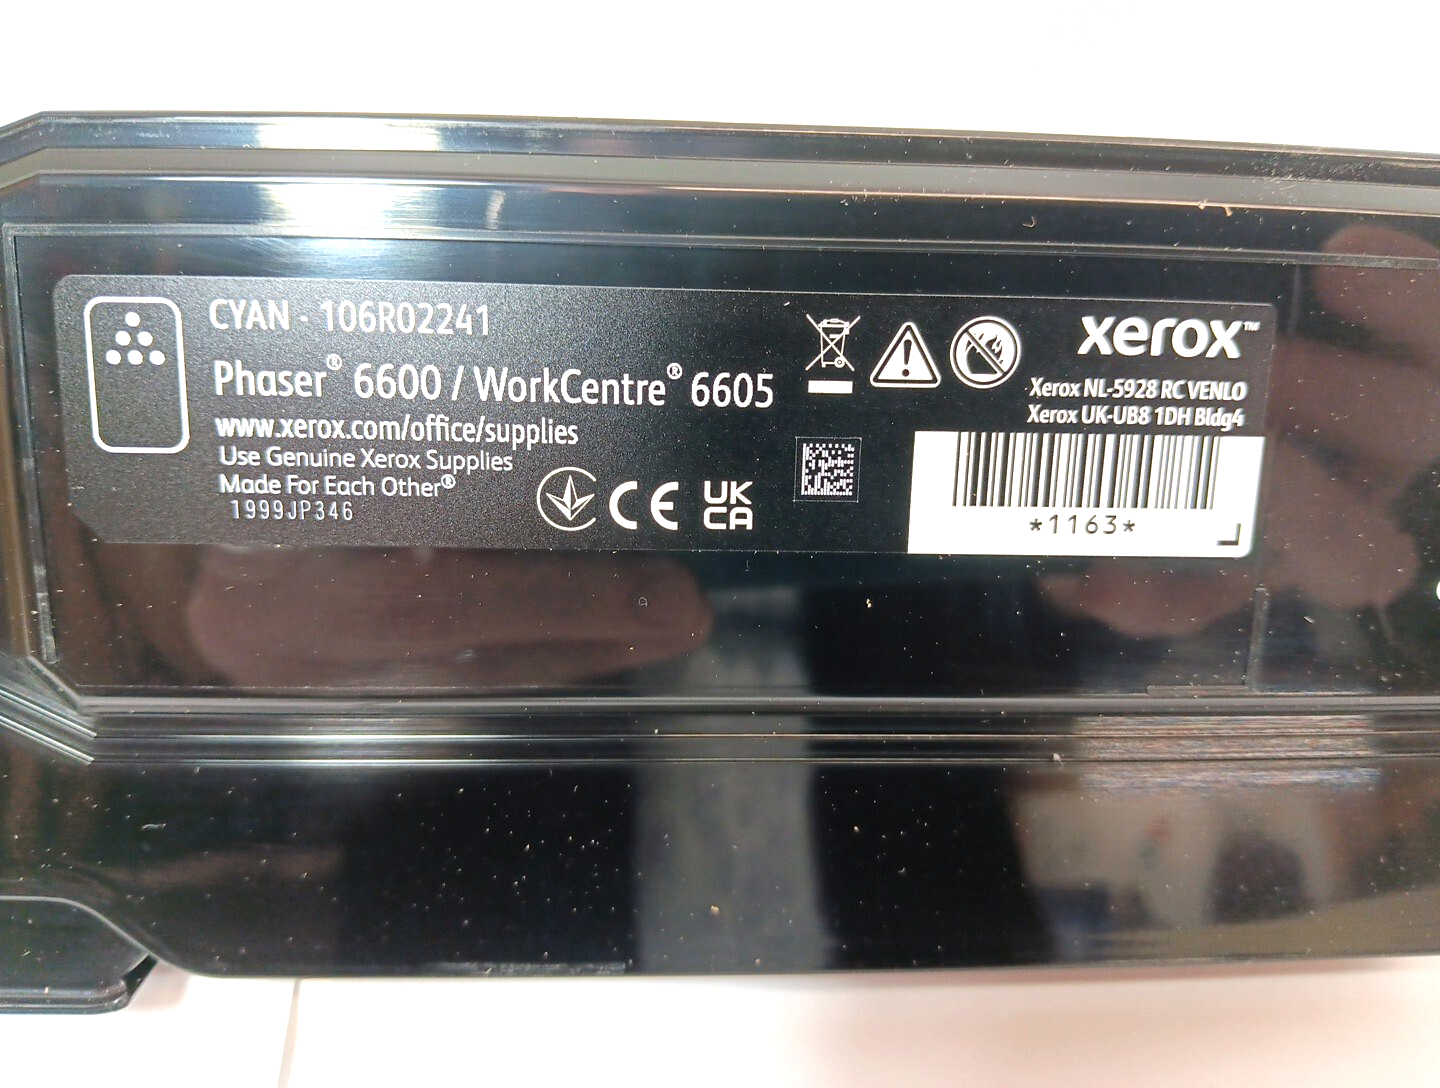 CYAN - 106R02241
Phaser® 6600 / WorkCentre® 6605
www.xerox.com/office/supplies
Use Genuine Xerox Supplies
Made For Each Other®
1999JP346
CE
UK
CA
xerox™
Xerox NL-5928 RC VENLO
Xerox UK-UB8 1DH Bldg4
*1163*